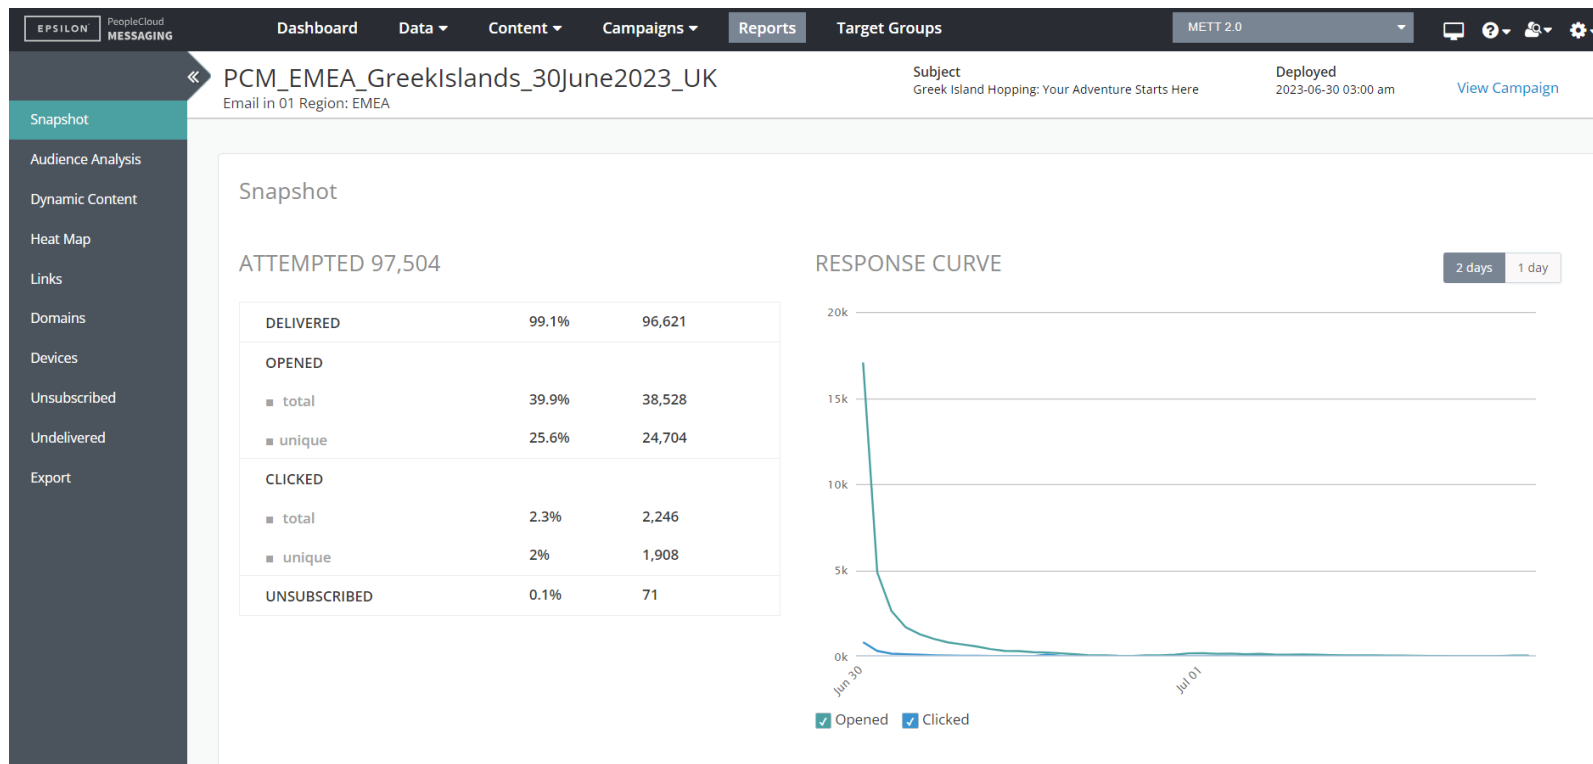 EPSILON PeopleCloud MESSAGING
Dashboard Data Content Campaigns Reports Target Groups METT 2.0
PCM_EMEA_GreekIslands_30June2023_UK
Email in 01 Region: EMEA
Subject
Greek Island Hopping: Your Adventure Starts Here
Deployed
2023-06-30 03:00 am
View Campaign
Snapshot
Audience Analysis
Dynamic Content
Heat Map
Links
Domains
Devices
Unsubscribed
Undelivered
Export
Snapshot
ATTEMPTED 97,504
DELIVERED 99.1% 96,621
OPENED
total 39.9% 38,528
unique 25.6% 24,704
CLICKED
total 2.3% 2,246
unique 2% 1,908
UNSUBSCRIBED 0.1% 71
RESPONSE CURVE
2 days 1 day
20k
15k
10k
5k
0k
Jun 30 Jul 01
Opened Clicked